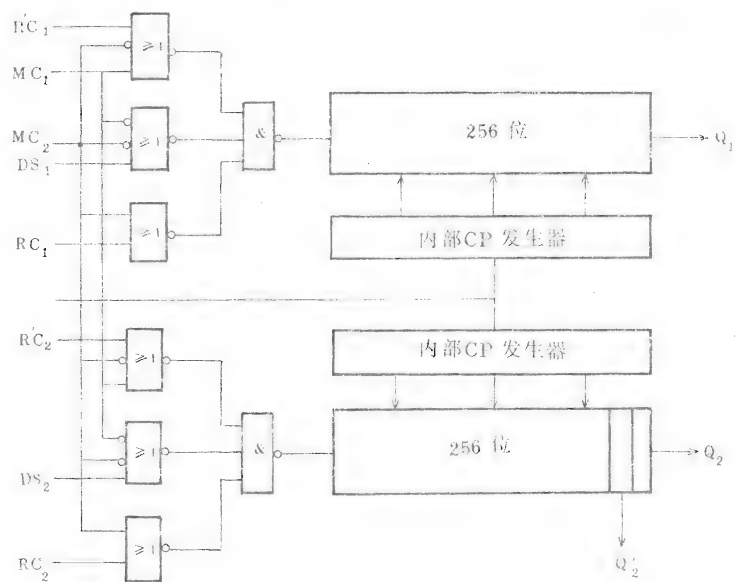 R'C₁
≥1
MC₁
256 位
MC₂
≥1
&
Q₁
DS₁
≥1
RC₁
内部CP 发生器
R'C₂
≥1
内部CP 发生器
≥1
&
256 位
Q₂
DS₂
≥1
RC₂
Q₂'